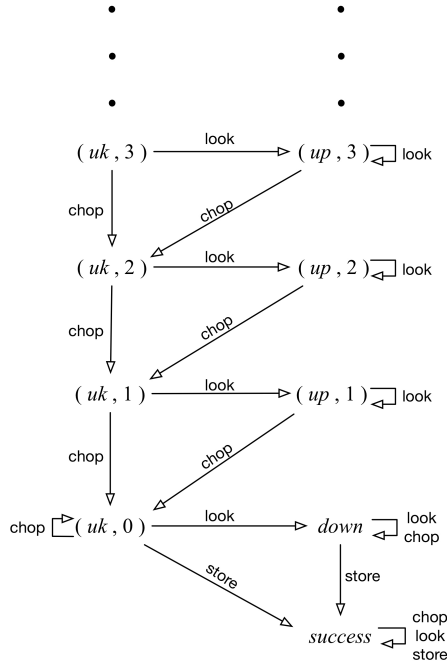 ( uk , 3 ) look ( up , 3 ) look
chop chop
( uk , 2 ) look ( up , 2 ) look
chop chop
( uk , 1 ) look ( up , 1 ) look
chop chop
chop ( uk , 0 ) look down look
chop
store store
success chop
look
store